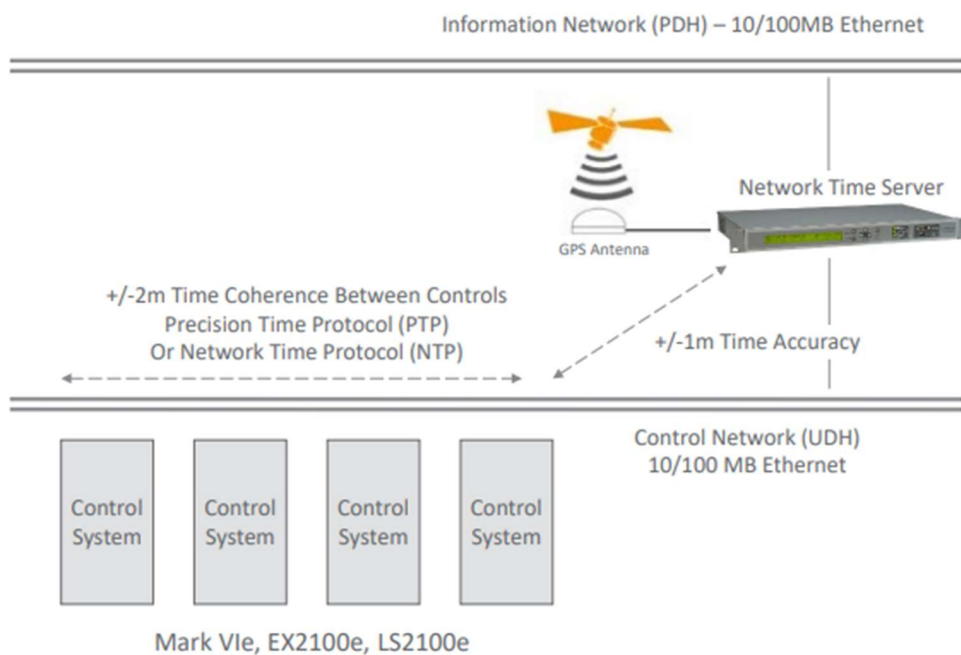 Information Network (PDH) – 10/100MB Ethernet
Network Time Server
GPS Antenna
+/-2m Time Coherence Between Controls
Precision Time Protocol (PTP)
Or Network Time Protocol (NTP)
+/-1m Time Accuracy
Control Network (UDH)
10/100 MB Ethernet
Control
System
Control
System
Control
System
Control
System
Mark VIe, EX2100e, LS2100e